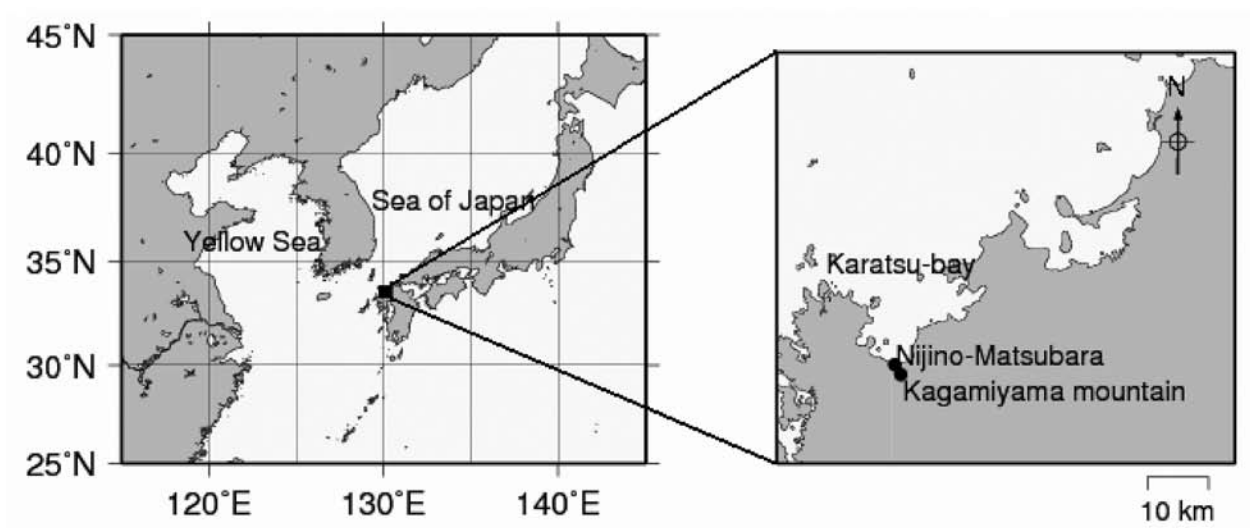 45°N
40°N
35°N
30°N
25°N
120°E
130°E
140°E
Sea of Japan
Yellow Sea
N
Karatsu-bay
Nijino-Matsubara
Kagamiyama mountain
10 km